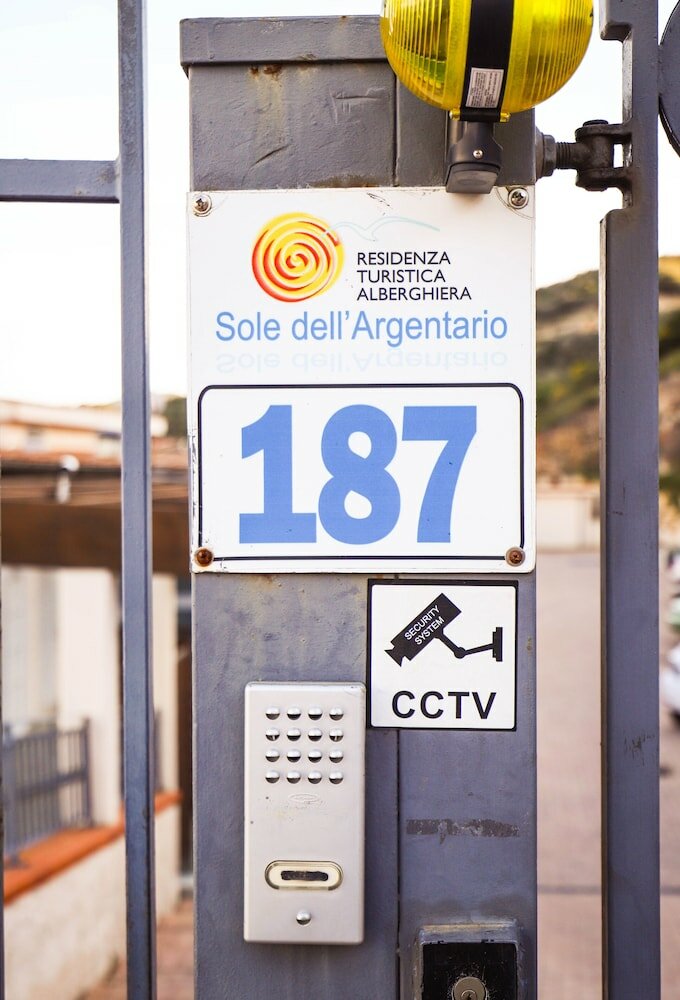 RESIDENZA
TURISTICA
ALBERGHIERA
Sole dell'Argentario
187
SECURITY
SYSTEM
CCTV